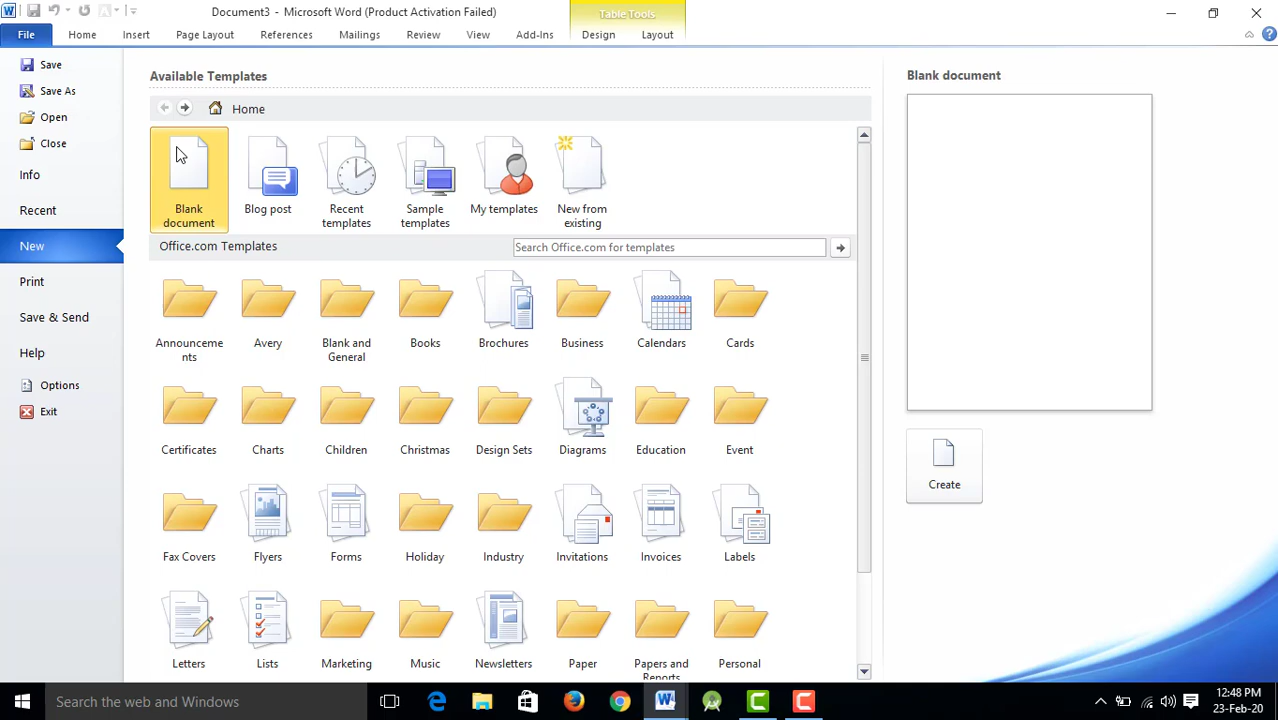 Document3 - Microsoft Word (Product Activation Failed)
Table Tools
File Home Insert Page Layout References Mailings Review View Add-Ins Design Layout
Save
Save As
Open
Close
Info
Recent
New
Print
Save & Send
Help
Options
Exit
Available Templates
Home
Blank document
Blog post
Recent templates
Sample templates
My templates
New from existing
Office.com Templates
Search Office.com for templates
Announceme
nts
Avery
Blank and
General
Books
Brochures
Business
Calendars
Cards
Certificates
Charts
Children
Christmas
Design Sets
Diagrams
Education
Event
Fax Covers
Flyers
Forms
Holiday
Industry
Invitations
Invoices
Labels
Letters
Lists
Marketing
Music
Newsletters
Paper
Papers and
Reports
Personal
Blank document
Create
Search the web and Windows
12:48 PM
23-Feb-20